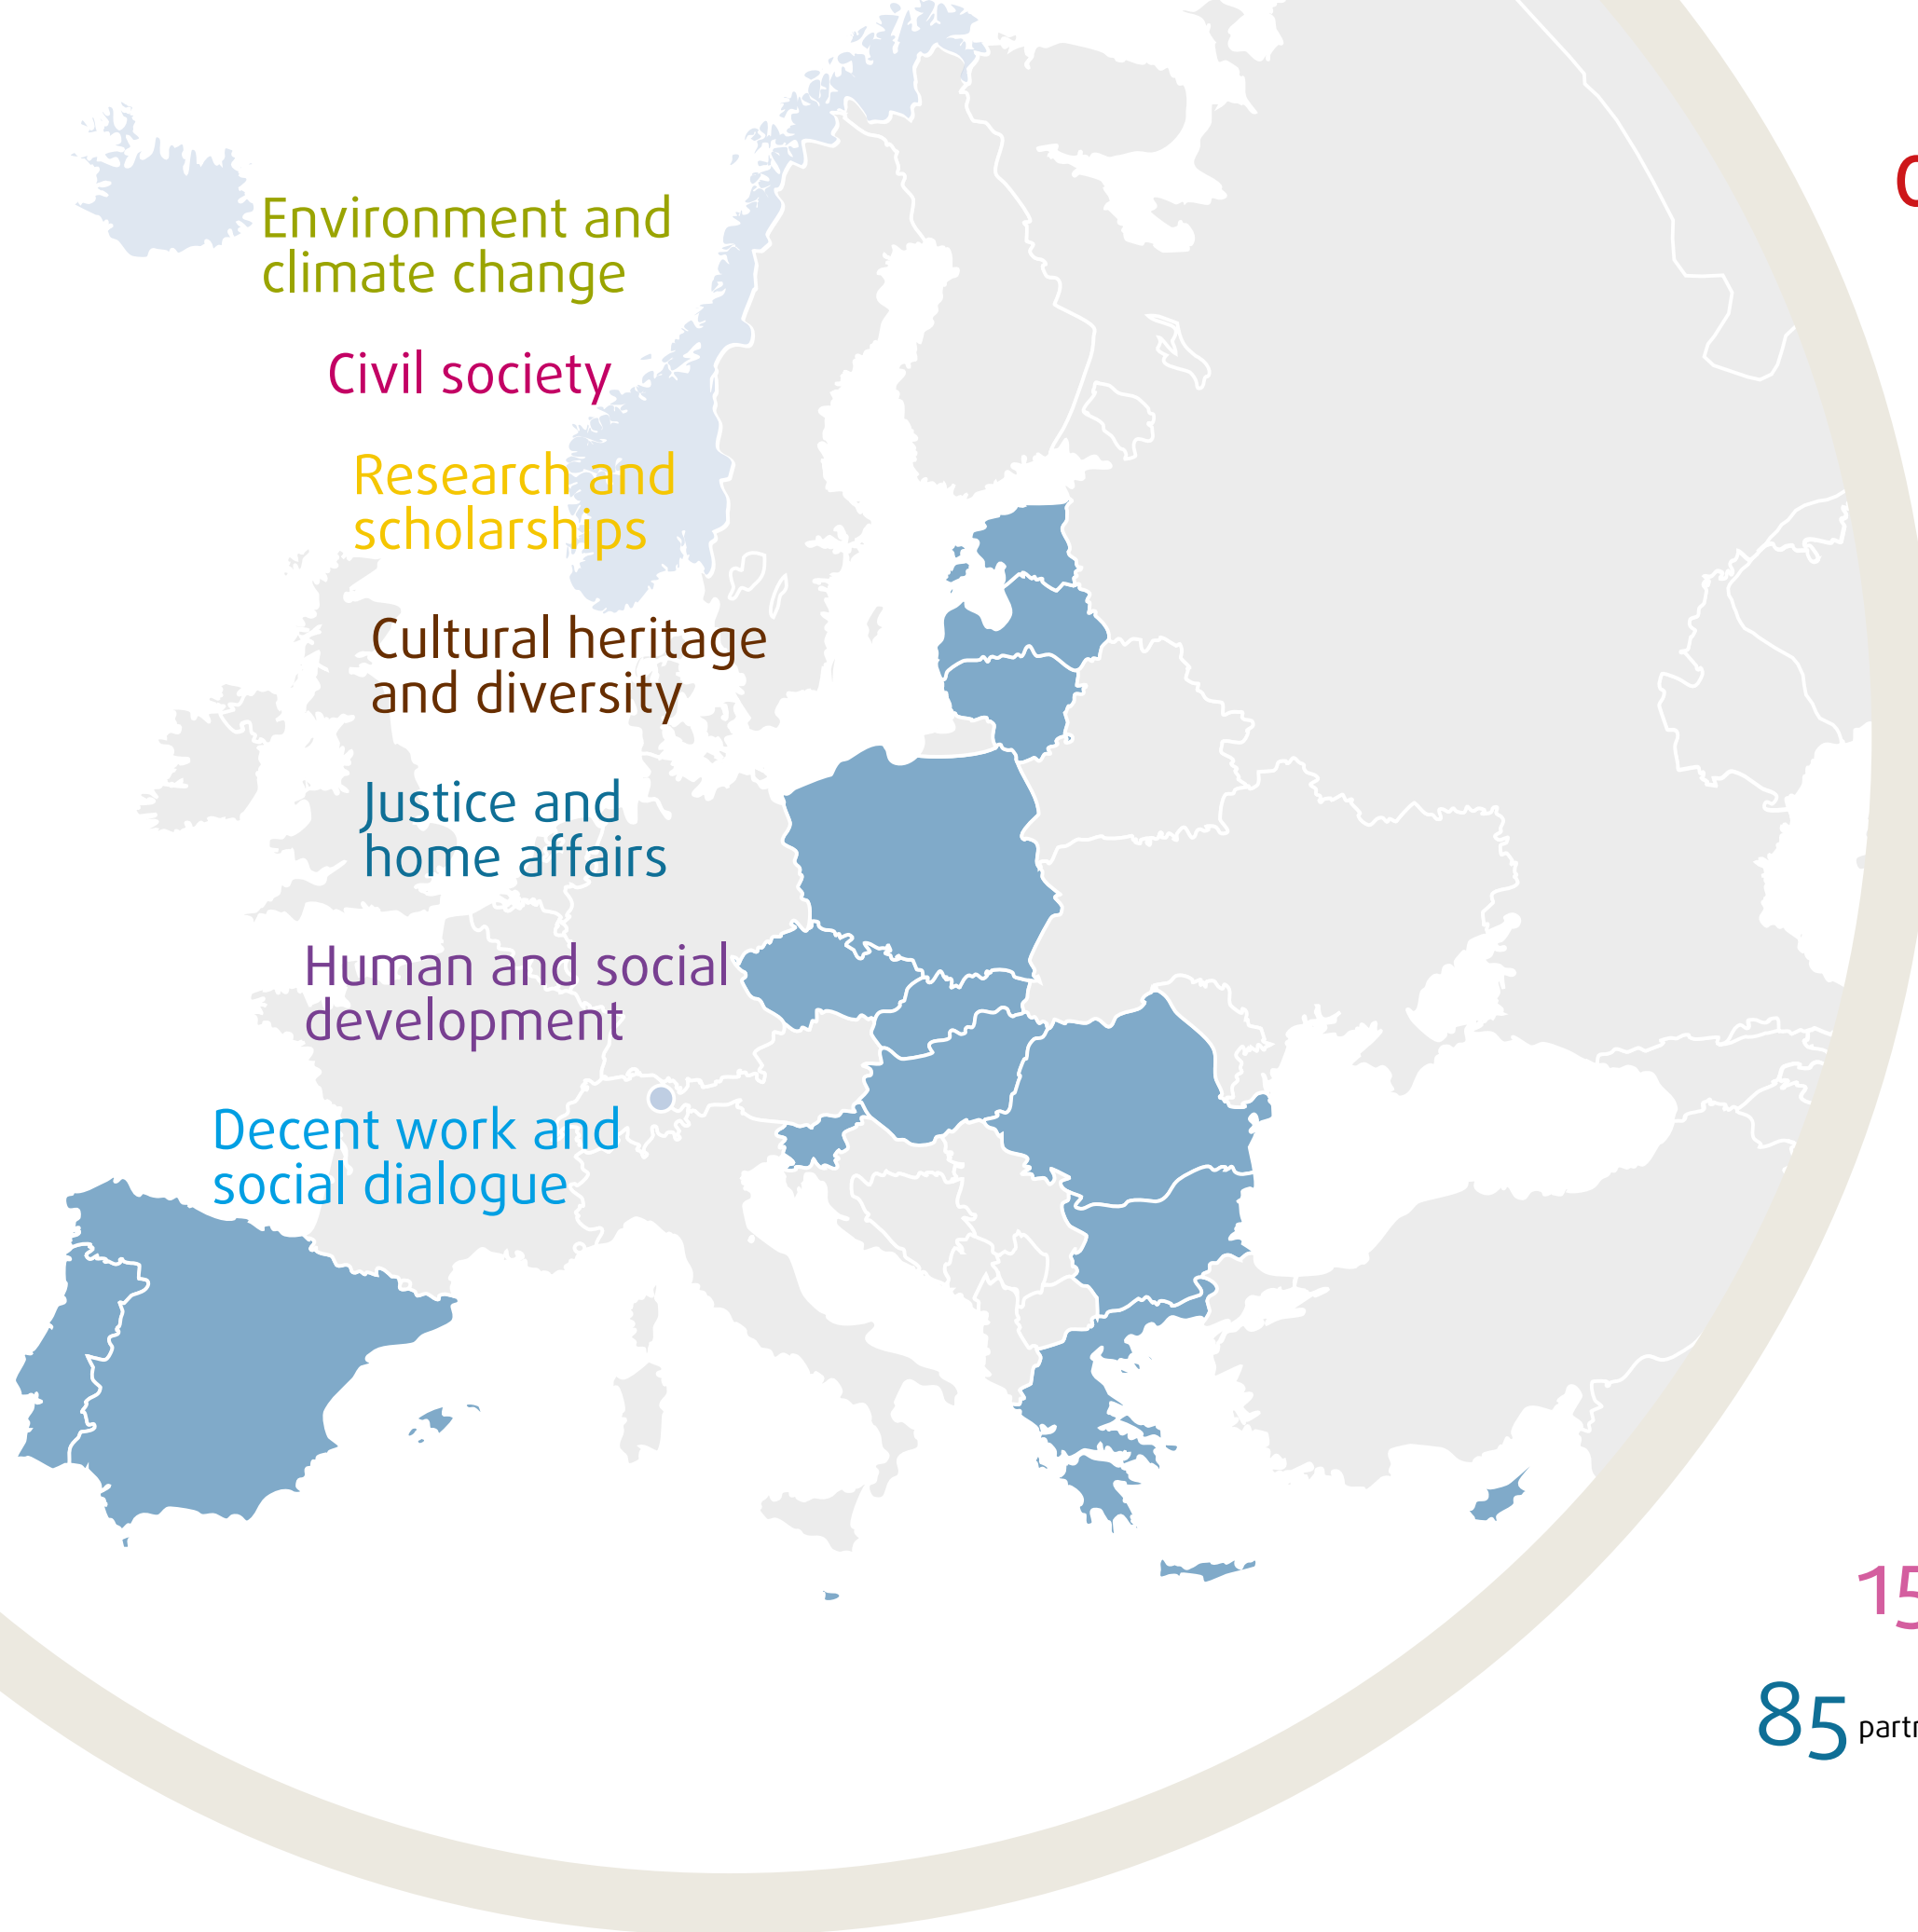 Environment and
climate change
Civil society
Research and
scholarships
Cultural heritage
and diversity
Justice and
home affairs
Human and social
development
Decent work and
social dialogue
15
85